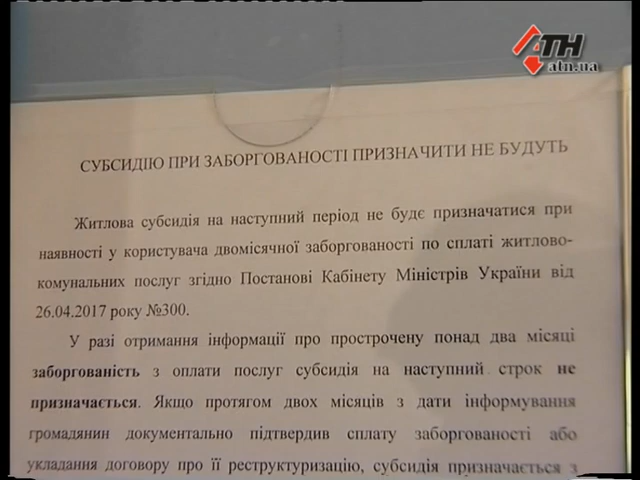 АТН
atn.ua
СУБСИДІЮ ПРИ ЗАБОРГОВАНОСТІ ПРИЗНАЧИТИ НЕ БУДУТЬ
Житлова субсидія на наступний період не будє призначатися при
наявності у користувача двомісячної заборгованості по сплаті житлово-
комунальних послуг згідно Постанові Кабінету Міністрів України від
26.04.2017 року №300.
У разі отримання інформації про прострочену понад два місяці
заборгованість з оплати послуг субсидія на наступний строк не
призначається. Якщо протягом двох місяців з дати інформування
громадянин документально підтвердив сплату заборгованості або
укладання договору про її реструктуризацію, субсидія призначається з